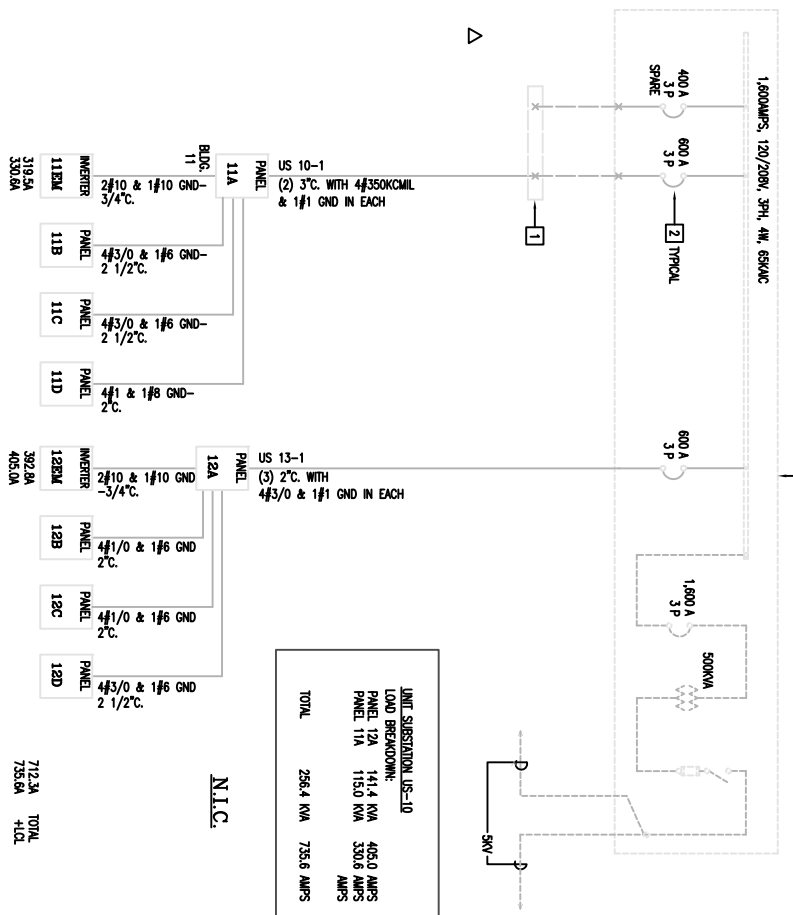 1,600AMPS, 120/208V, 3PH, 4W, 65KAIC
400 A
3 P
SPARE
600 A
3 P
2 TYPICAL
1
600 A
3 P
1,600 A
3 P
500KVA
5KV
US 10-1
(2) 3"C. WITH 4#350KCMIL
& 1#1 GND IN EACH
BLDG.
11
PANEL
11A
INVERTER
11EM
319.5A
330.6A
2#10 & 1#10 GND-
3/4"C.
PANEL
11B
4#3/0 & 1#6 GND-
2 1/2"C.
PANEL
11C
4#3/0 & 1#6 GND-
2 1/2"C.
PANEL
11D
4#1 & 1#8 GND-
2"C.
US 13-1
(3) 2"C. WITH
4#3/0 & 1#1 GND IN EACH
PANEL
12A
INVERTER
12EM
392.8A
405.0A
2#10 & 1#10 GND
-3/4"C.
PANEL
12B
4#1/0 & 1#6 GND
2"C.
PANEL
12C
4#1/0 & 1#6 GND
2"C.
PANEL
12D
4#3/0 & 1#6 GND
2 1/2"C.
UNIT SUBSTATION US-10
LOAD BREAKDOWN:
PANEL 12A 141.4 KVA 405.0 AMPS
PANEL 11A 115.0 KVA 330.6 AMPS
AMPS
TOTAL 256.4 KVA 735.6 AMPS
N.I.C.
712.3A TOTAL
735.6A +LCL